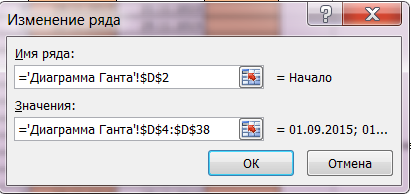 Изменение ряда
Имя ряда:
='Диаграмма Ганта'!$D$2 = Начало
Значения:
='Диаграмма Ганта'!$D$4:$D$38 = 01.09.2015; 01...
ОК Отмена